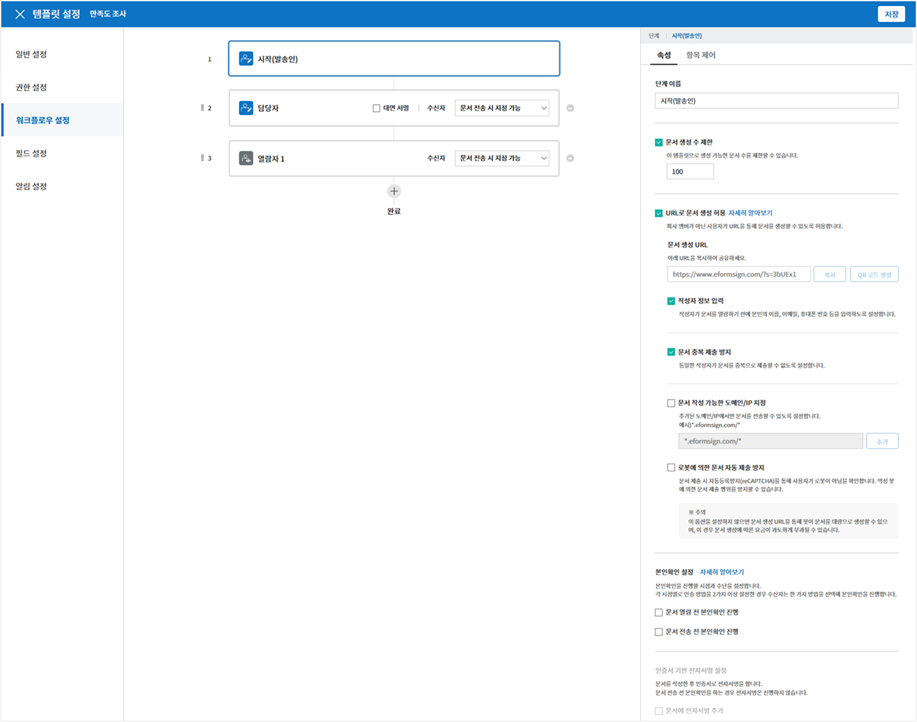 템플릿 설정 만족도 조사
저장
일반 설정
권한 설정
워크플로우 설정
필드 설정
알림 설정
1 시작(발송인)
2 담당자 대면 서명 수신자 문서 전송 시 지정 가능
3 열람자 1 수신자 문서 전송 시 지정 가능
완료
단계 시작(발송인)
속성 항목 제어
단계 이름
시작(발송인)
문서 생성 수 제한
이 템플릿으로 생성 가능한 문서 수를 제한할 수 있습니다.
100
URL로 문서 생성 허용 자세히 알아보기
회사 멤버가 아닌 사용자가 URL을 통해 문서를 생성할 수 있도록 허용합니다.
문서 생성 URL
아래 URL을 복사하여 공유하세요.
https://www.eformsign.com/?s=3bUEx1 복사 QR 코드 생성
작성자 정보 입력
작성자가 문서를 열람하기 전에 본인의 이름, 이메일, 휴대폰 번호 등을 입력하도록 설정합니다.
문서 중복 제출 방지
동일한 작성자가 문서를 중복으로 제출할 수 없도록 설정합니다.
문서 작성 가능한 도메인/IP 지정
추가된 도메인/IP에서만 문서를 전송할 수 있도록 설정합니다.
예시)*.eformsign.com/*
*.eformsign.com/* 추가
로봇에 의한 문서 자동 제출 방지
문서 제출 시 자동등록방지(reCAPTCHA)를 통해 사용자가 로봇이 아님을 확인합니다. 악성 봇
에 의한 문서 제출 행위를 방지할 수 있습니다.
※ 주의
이 옵션을 설정하지 않으면 문서 생성 URL을 통해 봇이 문서를 대량으로 생성할 수 있으
며, 이 경우 문서 생성에 따른 요금이 과도하게 부과될 수 있습니다.
본인확인 설정 자세히 알아보기
본인확인을 진행할 시점과 수단을 설정합니다.
각 시점별로 인증 방법을 2가지 이상 설정한 경우 수신자는 한 가지 방법을 선택해 본인확인을 진행합니다.
문서 열람 전 본인확인 진행
문서 전송 전 본인확인 진행
인증서 기반 전자서명 설정
문서를 작성한 후 인증서로 전자서명을 합니다.
문서 전송 전 본인확인을 하는 경우 전자서명은 진행하지 않습니다.
문서에 전자서명 추가